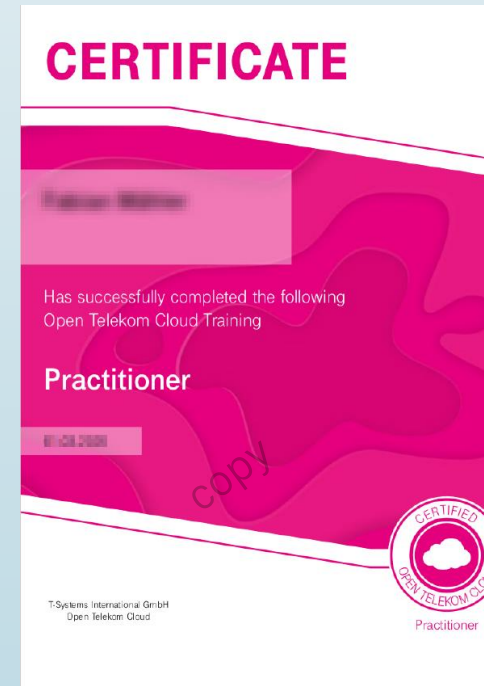 CERTIFICATE
Has successfully completed the following
Open Telekom Cloud Training
Practitioner
copy
T-Systems International GmbH
Open Telekom Cloud
CERTIFIED
OPEN TELEKOM
Practitioner